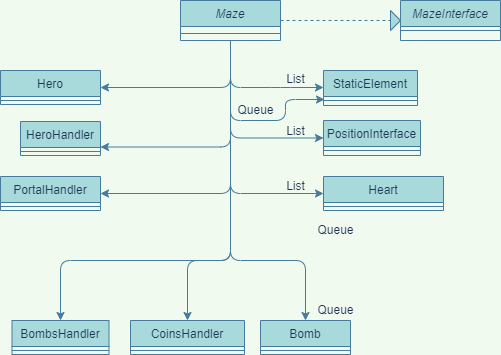 Maze
MazeInterface
Hero
List
StaticElement
Queue
HeroHandler
List
PositionInterface
PortalHandler
List
Heart
Queue
Queue
BombsHandler
CoinsHandler
Bomb